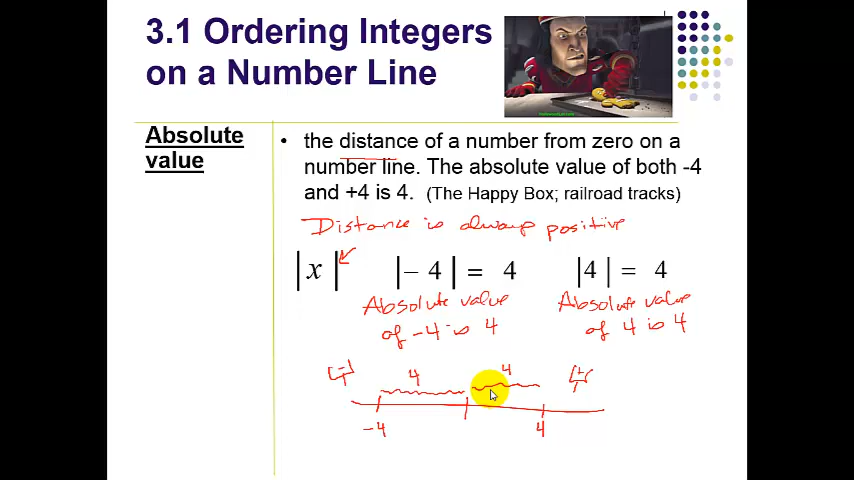 3.1 Ordering Integers
on a Number Line
Absolute
value
• the distance of a number from zero on a
number line. The absolute value of both -4
and +4 is 4. (The Happy Box; railroad tracks)
Distance is always positive
|x| |− 4| = 4 |4| = 4
Absolute value Absolute value
of -4 is 4 of 4 is 4
4 4
-4 4